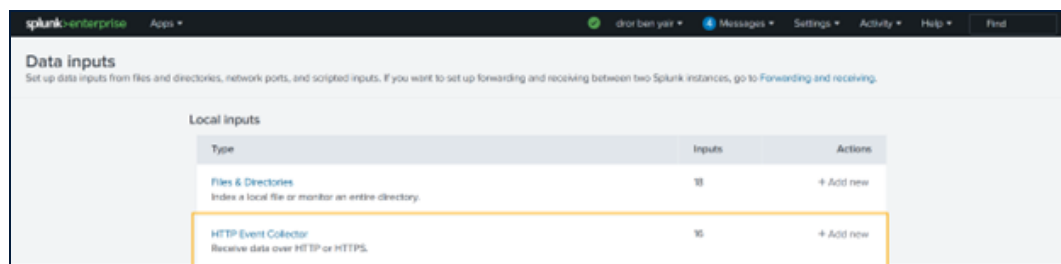 splunk>enterprise Apps dror ben yair 4 Messages Settings Activity Help Find
Data inputs
Set up data inputs from files and directories, network ports, and scripted inputs. If you want to set up forwarding and receiving between two Splunk instances, go to Forwarding and receiving.
Local inputs
Type Inputs Actions
Files & Directories 18 + Add new
Index a local file or monitor an entire directory.
HTTP Event Collector 16 + Add new
Receive data over HTTP or HTTPS.